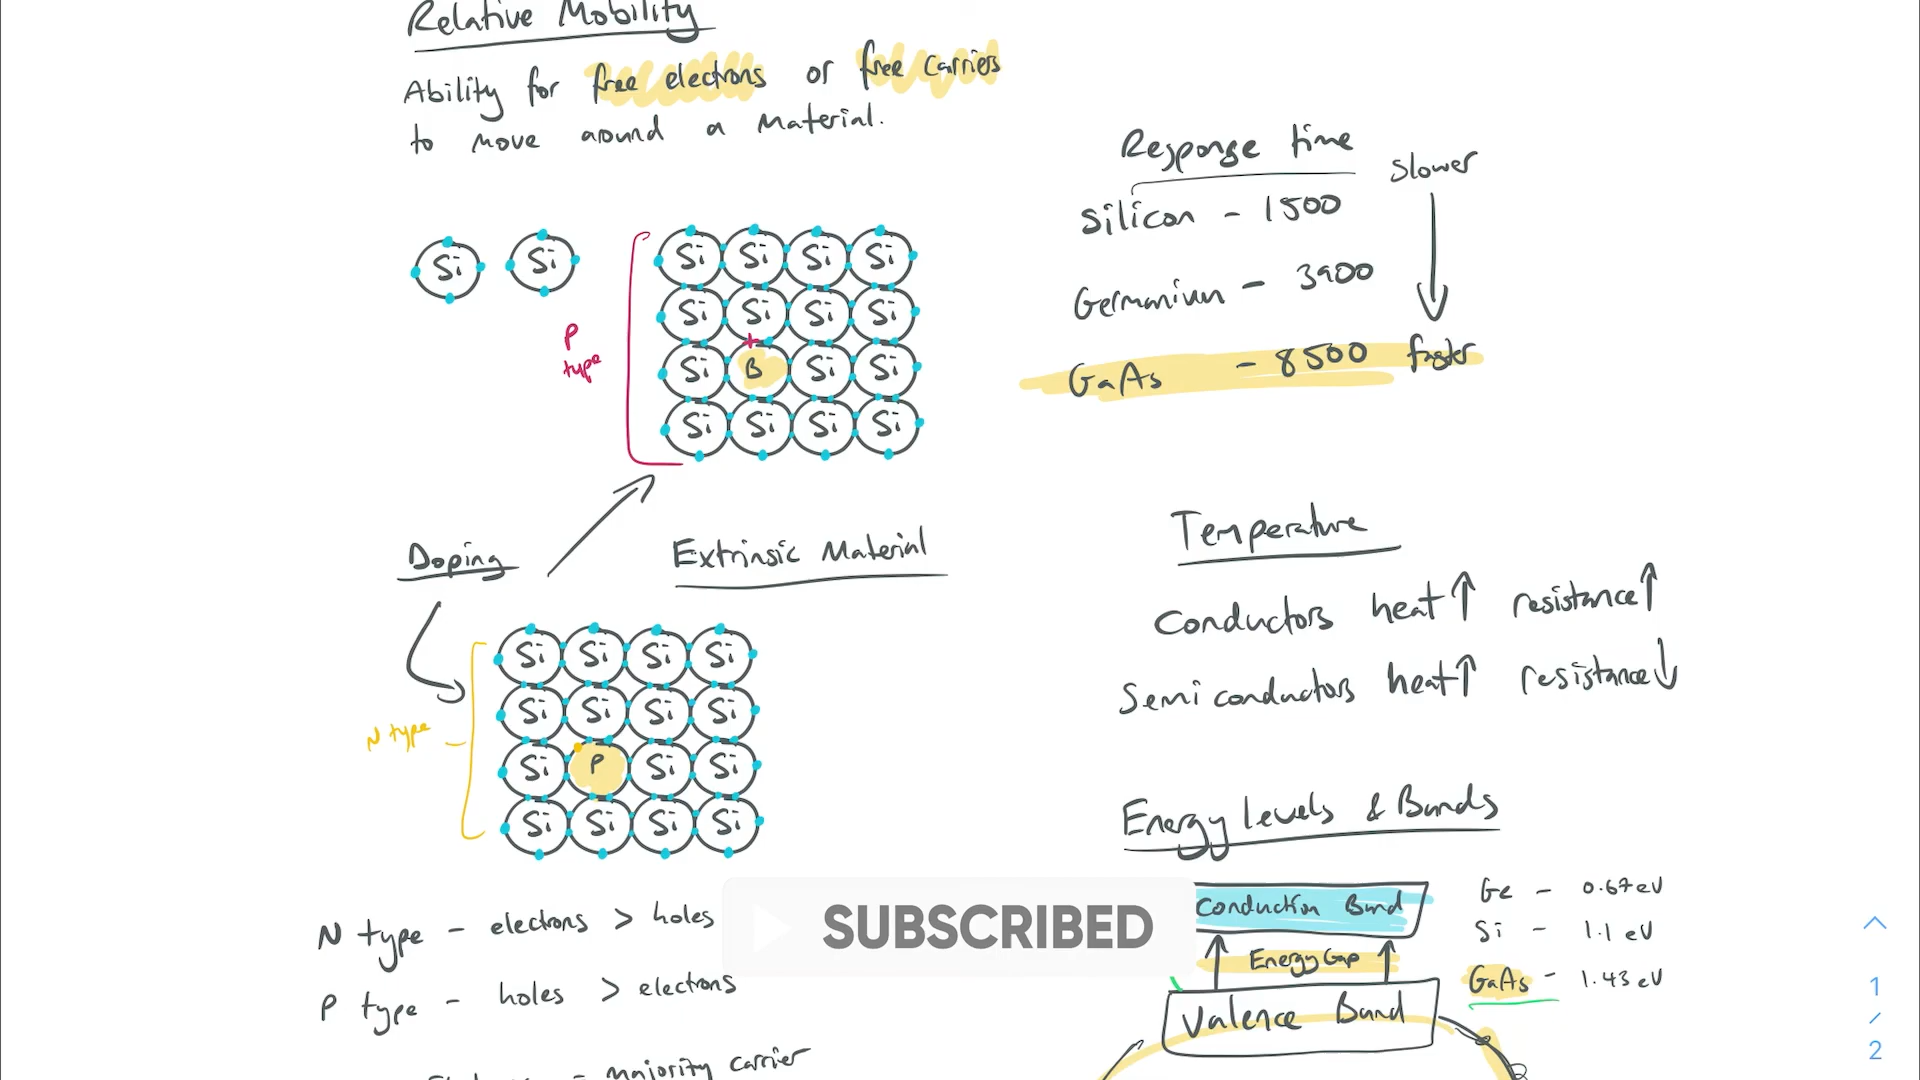 Relative Mobility
Ability for free electrons or free carriers
to move around a material.
Response time
Slower
Silicon - 1500
Germanium - 3900
GaAs - 8500 faster
Si Si
Si Si Si Si
Si Si Si Si
Si B Si Si
Si Si Si Si
P
type
+
Doping
Extrinsic Material
Temperature
Conductors heat↑ resistance↑
Semi conductors heat↑ resistance↓
Si Si Si Si
Si Si Si Si
Si P Si Si
Si Si Si Si
N type
Energy levels & Bands
Conduction Band
Energy Gap
Valence Band
Ge - 0.67eV
Si - 1.1 eV
GaAs - 1.43 eV
N type - electrons > holes
P type - holes > electrons
= majority carrier
SUBSCRIBED
1
/
2